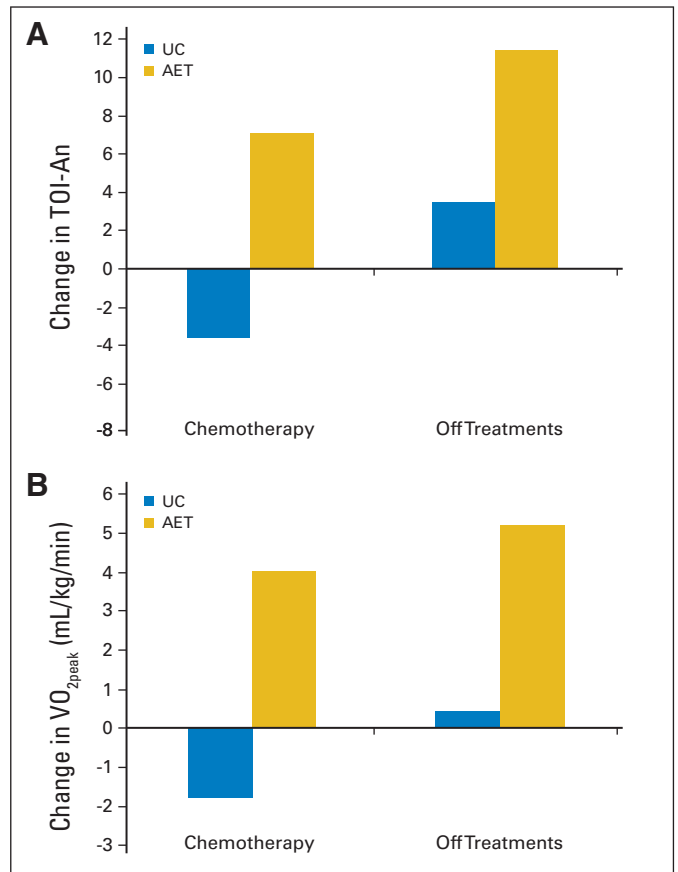 A
UC
AET
Change in TOI-An
12
10
8
6
4
2
0
-2
-4
-6
-8
Chemotherapy
Off Treatments
B
UC
AET
Change in VO2peak (mL/kg/min)
6
5
4
3
2
1
0
-1
-2
-3
Chemotherapy
Off Treatments